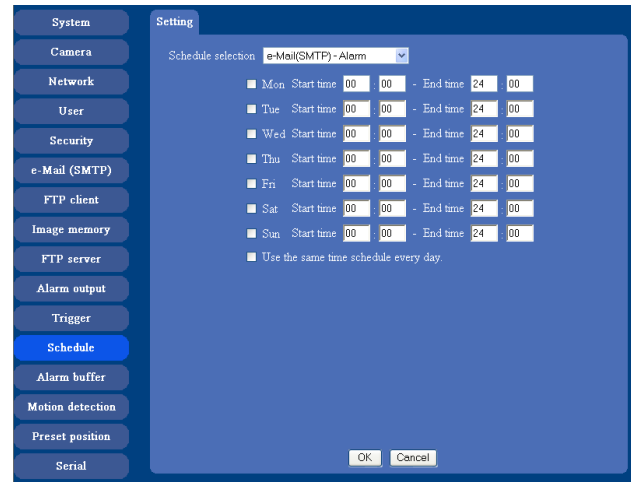 System
Camera
Network
User
Security
e-Mail (SMTP)
FTP client
Image memory
FTP server
Alarm output
Trigger
Schedule
Alarm buffer
Motion detection
Preset position
Serial
Setting
Schedule selection e-Mail(SMTP) - Alarm
Mon Start time 00 : 00 - End time 24 : 00
Tue Start time 00 : 00 - End time 24 : 00
Wed Start time 00 : 00 - End time 24 : 00
Thu Start time 00 : 00 - End time 24 : 00
Fri Start time 00 : 00 - End time 24 : 00
Sat Start time 00 : 00 - End time 24 : 00
Sun Start time 00 : 00 - End time 24 : 00
Use the same time schedule every day.
OK Cancel